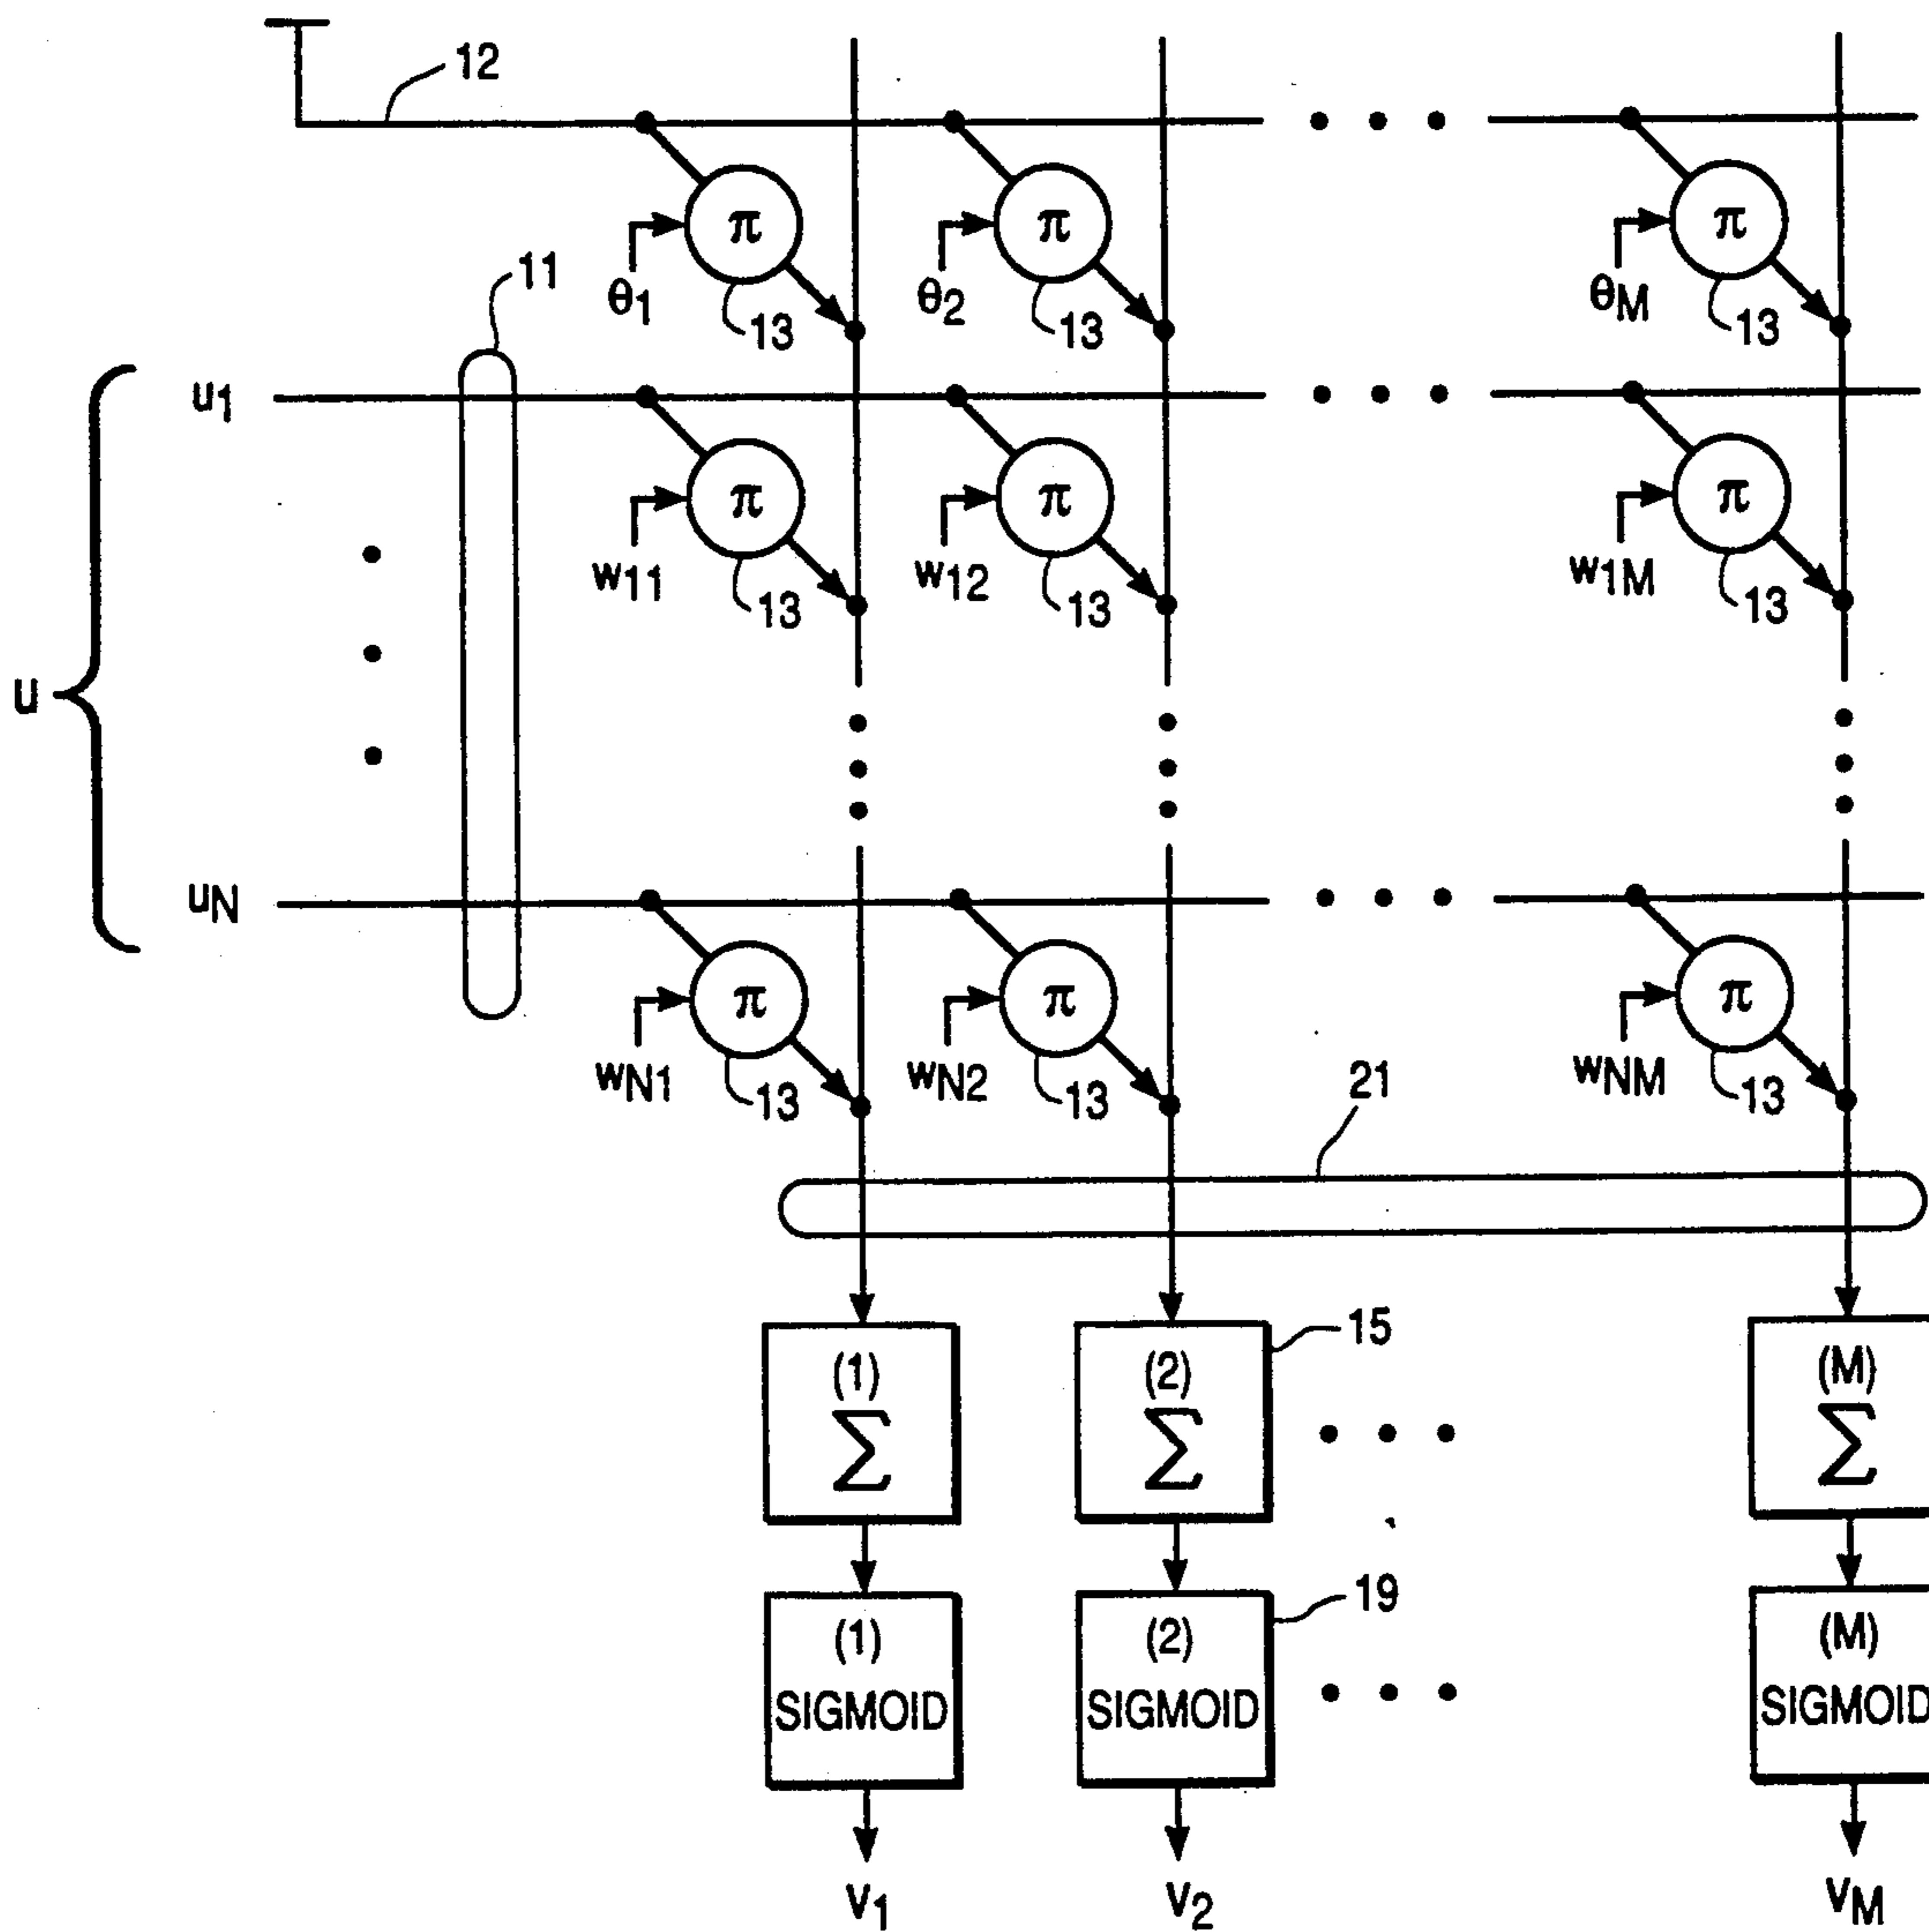 12
π π π
11
θ1 13 θ2 13 θM 13
u1
π π π
w11 13 w12 13 w1M 13
u
uN
π π π
wN1 13 wN2 13 wNM 13
21
15
(1) (2) (M)
Σ Σ Σ
19
(1) (2) (M)
SIGMOID SIGMOID SIGMOID
v1 v2 vM